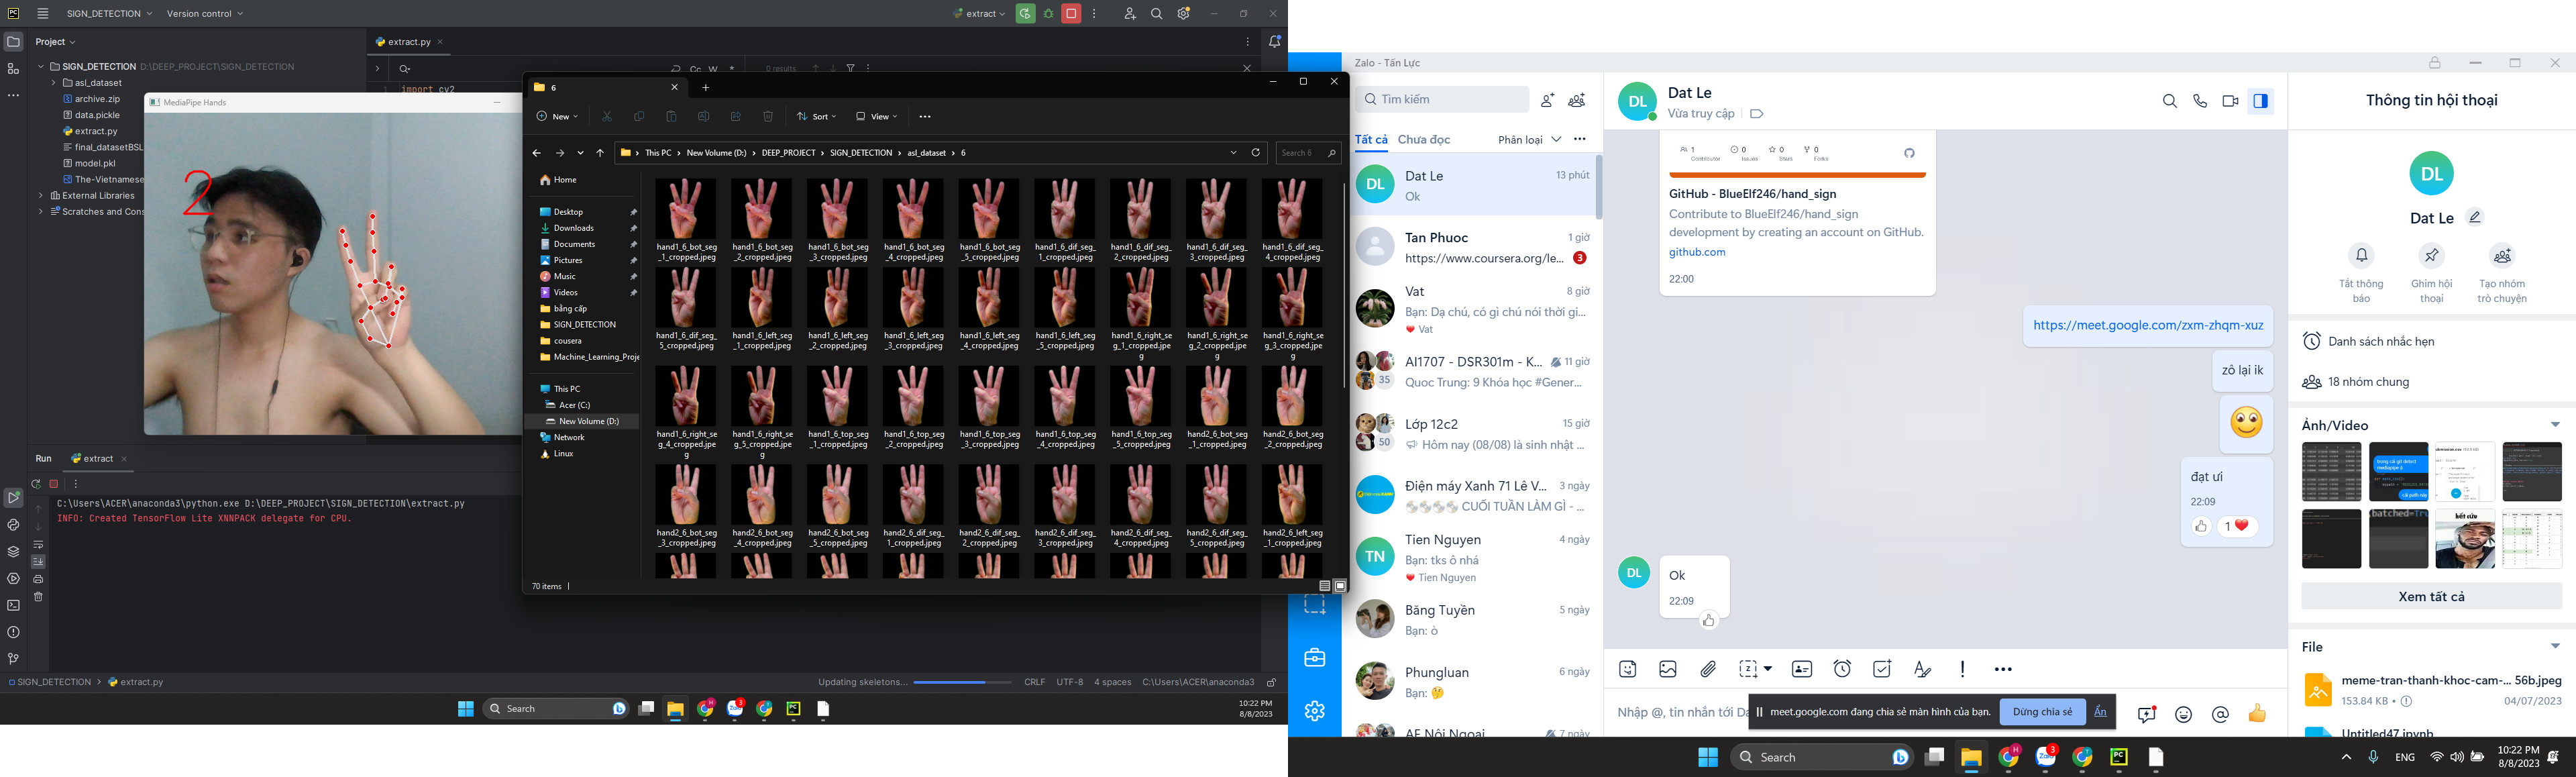 SIGN_DETECTION
Version control
extract
Project
extract.py
SIGN_DETECTION D:\DEEP_PROJECT\SIGN_DETECTION
asl_dataset
archive.zip
data.pickle
extract.py
final_datasetBSL
model.pkl
The-Vietnamese
External Libraries
Scratches and Cons
Cc W .*
0 results
1 import cv2
MediaPipe Hands
2
6
New
Sort
View
This PC > New Volume (D:) > DEEP_PROJECT > SIGN_DETECTION > asl_dataset > 6
Search 6
Home
Desktop
Downloads
Documents
Pictures
Music
Videos
bằng cấp
SIGN_DETECTION
cousera
Machine_Learning_Proje
This PC
Acer (C:)
New Volume (D:)
Network
Linux
hand1_6_bot_seg_1_cropped.jpeg
hand1_6_bot_seg_2_cropped.jpeg
hand1_6_bot_seg_3_cropped.jpeg
hand1_6_bot_seg_4_cropped.jpeg
hand1_6_bot_seg_5_cropped.jpeg
hand1_6_dif_seg_1_cropped.jpeg
hand1_6_dif_seg_2_cropped.jpeg
hand1_6_dif_seg_3_cropped.jpeg
hand1_6_dif_seg_4_cropped.jpeg
hand1_6_dif_seg_5_cropped.jpeg
hand1_6_left_seg_1_cropped.jpeg
hand1_6_left_seg_2_cropped.jpeg
hand1_6_left_seg_3_cropped.jpeg
hand1_6_left_seg_4_cropped.jpeg
hand1_6_left_seg_5_cropped.jpeg
hand1_6_right_seg_1_cropped.jpeg
hand1_6_right_seg_2_cropped.jpeg
hand1_6_right_seg_3_cropped.jpeg
hand1_6_right_seg_4_cropped.jpeg
hand1_6_right_seg_5_cropped.jpeg
hand1_6_top_seg_1_cropped.jpeg
hand1_6_top_seg_2_cropped.jpeg
hand1_6_top_seg_3_cropped.jpeg
hand1_6_top_seg_4_cropped.jpeg
hand1_6_top_seg_5_cropped.jpeg
hand2_6_bot_seg_1_cropped.jpeg
hand2_6_bot_seg_2_cropped.jpeg
hand2_6_bot_seg_3_cropped.jpeg
hand2_6_bot_seg_4_cropped.jpeg
hand2_6_bot_seg_5_cropped.jpeg
hand2_6_dif_seg_1_cropped.jpeg
hand2_6_dif_seg_2_cropped.jpeg
hand2_6_dif_seg_3_cropped.jpeg
hand2_6_dif_seg_4_cropped.jpeg
hand2_6_dif_seg_5_cropped.jpeg
hand2_6_left_seg_1_cropped.jpeg
70 items
Run
extract
C:\Users\ACER\anaconda3\python.exe D:\DEEP_PROJECT\SIGN_DETECTION\extract.py
INFO: Created TensorFlow Lite XNNPACK delegate for CPU.
SIGN_DETECTION > extract.py
Updating skeletons...
CRLF UTF-8 4 spaces C:\Users\ACER\anaconda3
Search
10:22 PM
8/8/2023
Zalo - Tấn Lực
Tìm kiếm
Tất cả Chưa đọc Phân loại
DL
Dat Le 13 phút
Ok
Tan Phuoc 1 giờ
https://www.coursera.org/le... 3
Vat 8 giờ
Bạn: Dạ chú, có gì chú nói thời gi...
Vat
AI1707 - DSR301m - K... 11 giờ
35 Quoc Trung: 9 Khóa học #Gener...
Lớp 12c2 15 giờ
50 Hôm nay (08/08) là sinh nhật ...
Điện máy Xanh 71 Lê V... 3 ngày
CUỐI TUẦN LÀM GÌ - ...
TN
Tien Nguyen 4 ngày
Bạn: tks ô nhá
Tien Nguyen
Băng Tuyền 5 ngày
Bạn: ò
Phungluan 6 ngày
Bạn: 🤔
AE Nội Ngoại 7 ngày
DL
Dat Le
Vừa truy cập
1 Contributor
0 Issues
0 Stars
0 Forks
GitHub - BlueElf246/hand_sign
Contribute to BlueElf246/hand_sign
development by creating an account on GitHub.
github.com
22:00
https://meet.google.com/zxm-zhqm-xuz
zô lại ik
🙂
đạt ưi
22:09
1 ❤
DL
Ok
22:09
Nhập @, tin nhắn tới Da
meet.google.com đang chia sẻ màn hình của bạn.
Dừng chia sẻ
Ẩn
Thông tin hội thoại
DL
Dat Le
Tắt thông báo
Ghim hội thoại
Tạo nhóm trò chuyện
Danh sách nhắc hẹn
18 nhóm chung
Ảnh/Video
Xem tất cả
File
meme-tran-thanh-khoc-cam-... 56b.jpeg
153.84 KB
04/07/2023
Untitled47.ipynb
Search
ENG
10:22 PM
8/8/2023